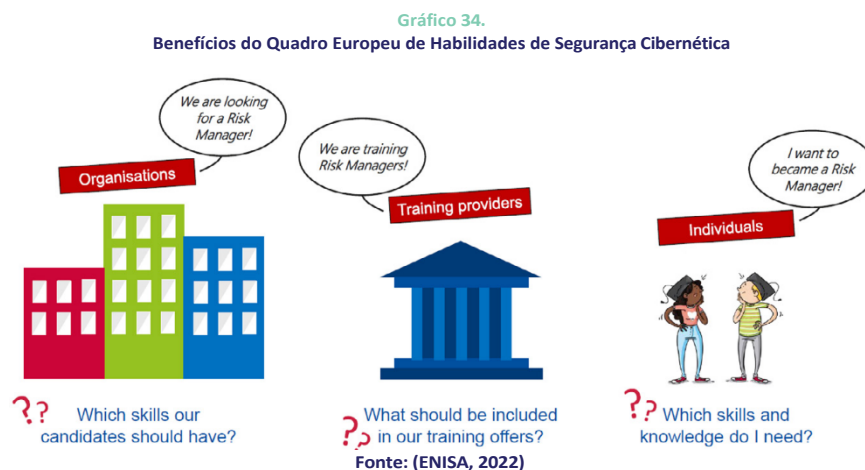 Gráfico 34.
Benefícios do Quadro Europeu de Habilidades de Segurança Cibernética
We are looking
for a Risk
Manager!
Organisations
We are training
Risk Managers!
Training providers
I want to
became a Risk
Manager!
Individuals
?? Which skills our
candidates should have?
?? What should be included
in our training offers?
?? Which skills and
knowledge do I need?
Fonte: (ENISA, 2022)